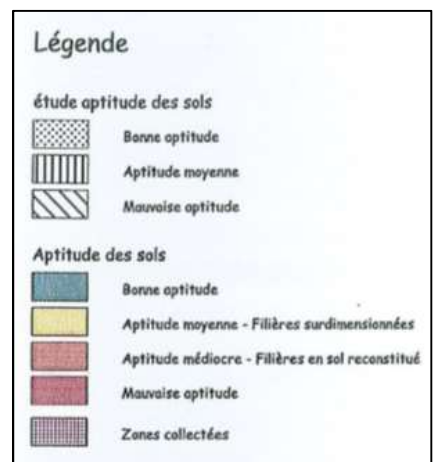 Légende
étude aptitude des sols
Bonne aptitude
Aptitude moyenne
Mauvaise aptitude
Aptitude des sols
Bonne aptitude
Aptitude moyenne - Filières surdimensionnées
Aptitude médiocre - Filières en sol reconstitué
Mauvaise aptitude
Zones collectées